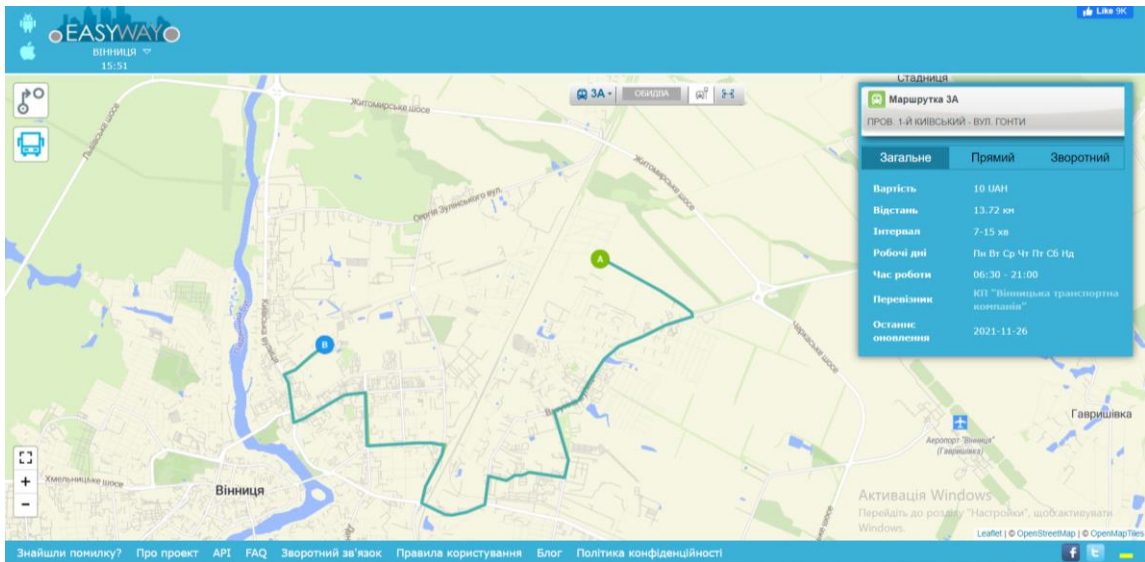 Like 9K
EASYWAY
ВІННИЦЯ
15:51
3А
ОБИДВА
Стадниця
Маршрутка 3А
ПРОВ. 1-Й КИЇВСЬКИЙ - ВУЛ. ГОНТИ
Загальне Прямий Зворотний
Вартість 10 UAH
Відстань 13.72 км
Інтервал 7-15 хв
Робочі дні Пн Вт Ср Чт Пт Сб Нд
Час роботи 06:30 - 21:00
Перевізник КП "Вінницька транспортна
компанія"
Останнє
оновлення 2021-11-26
Житомирське шосе
Львівське шосе
Житомирське шосе
Сергія Зулінського вул.
A
B
Київська вулиця
Черкаське шосе
Гавришівка
Аеропорт "Вінниця"
(Гавришівка)
+
Хмельницьке шосе
Вінниця
-
Активація Windows
Перейдіть до розділу "Настройки", щоб активувати
Windows.
Leaflet | © OpenStreetMap | © OpenMapTiles
Знайшли помилку? Про проект API FAQ Зворотний зв'язок Правила користування Блог Політика конфіденційності